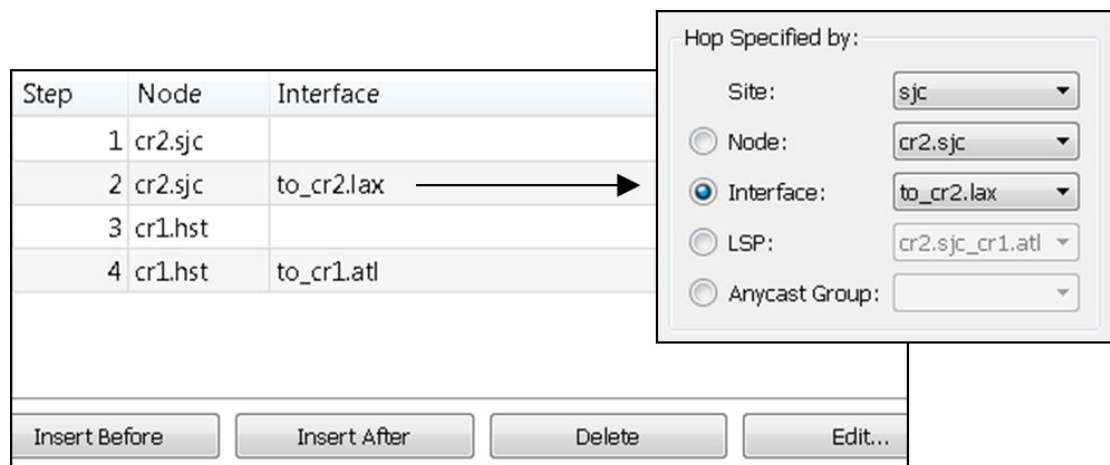 Step Node Interface
1 cr2.sjc
2 cr2.sjc to_cr2.lax
3 cr1.hst
4 cr1.hst to_cr1.atl
Insert Before Insert After Delete Edit...
Hop Specified by:
Site: sjc
Node: cr2.sjc
Interface: to_cr2.lax
LSP: cr2.sjc_cr1.atl
Anycast Group: